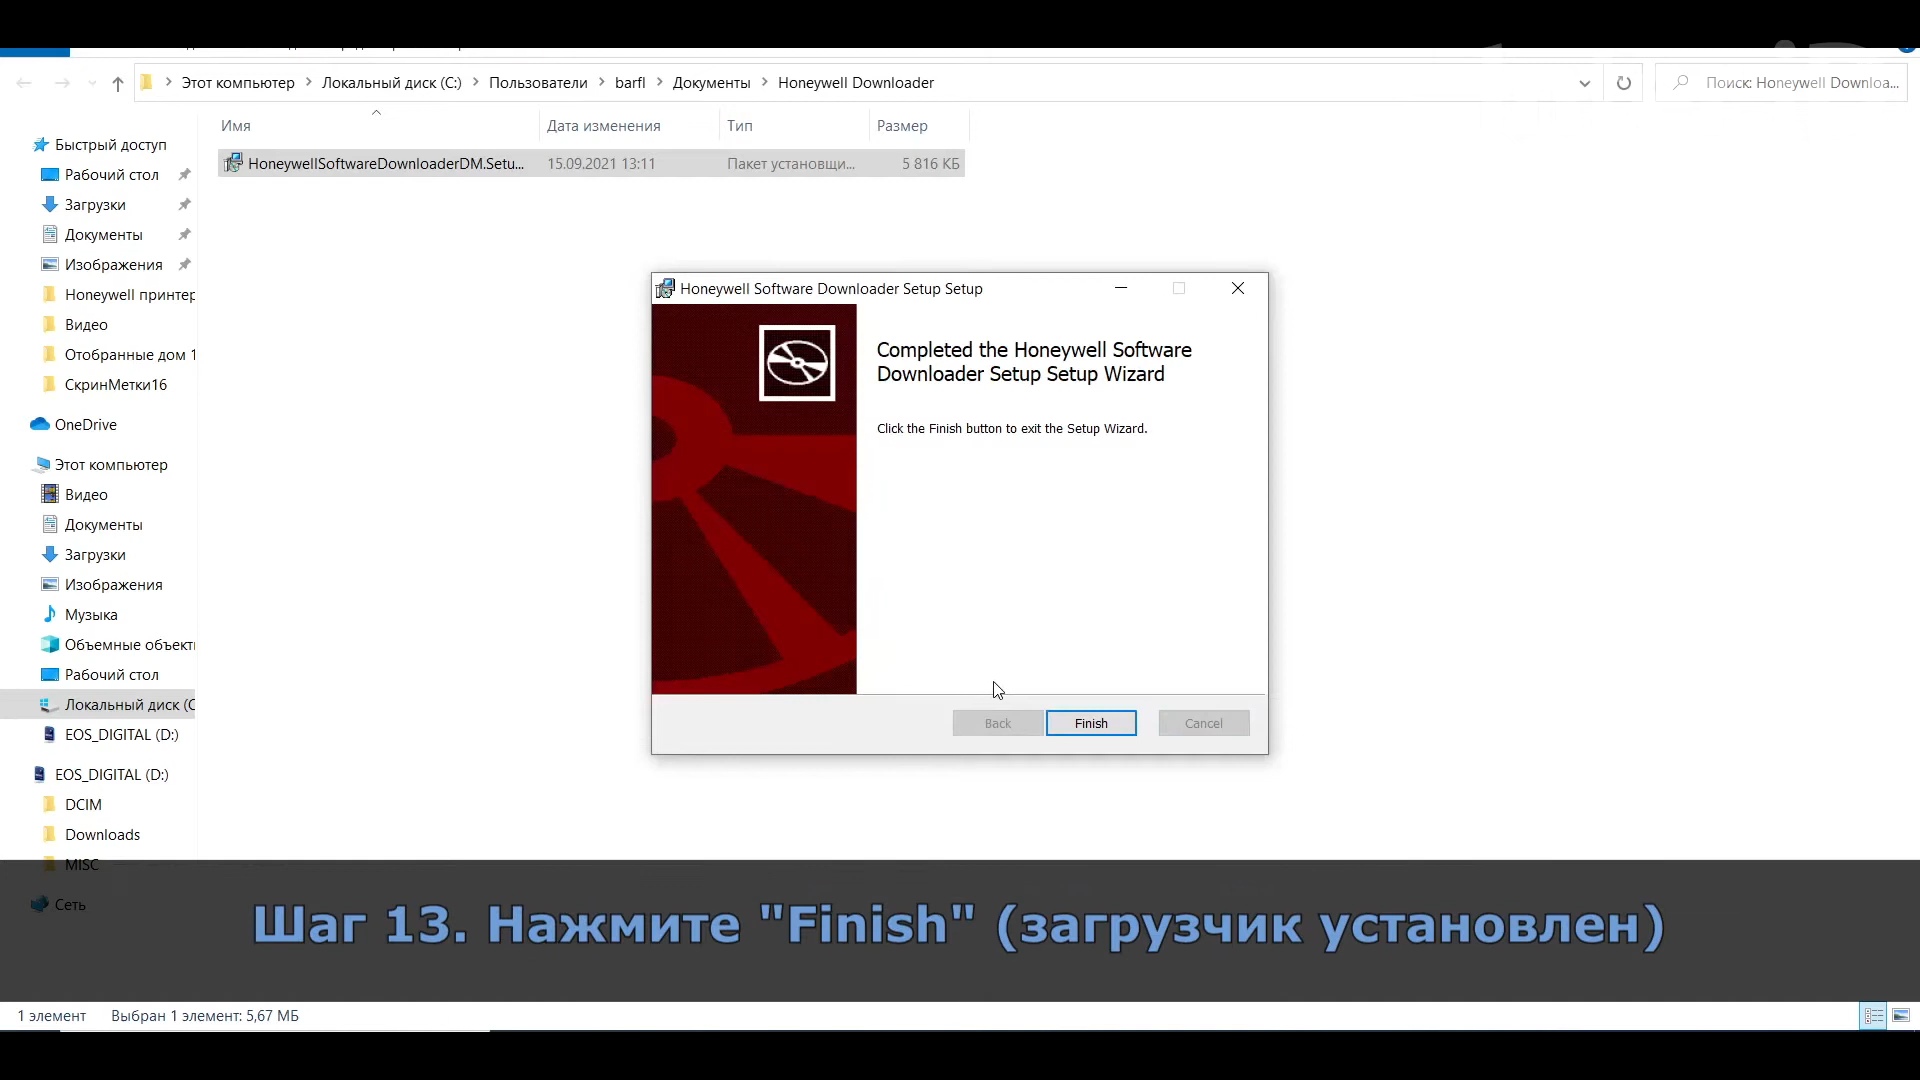 Этот компьютер > Локальный диск (C:) > Пользователи > barfl > Документы > Honeywell Downloader
Поиск: Honeywell Downloa...
Имя
Дата изменения
Тип
Размер
HoneywellSoftwareDownloaderDM.Setu...
15.09.2021 13:11
Пакет установщи...
5 816 КБ
Быстрый доступ
Рабочий стол
Загрузки
Документы
Изображения
Honeywell принтер
Видео
Отобранные дом 1
СкринМетки16
OneDrive
Этот компьютер
Видео
Документы
Загрузки
Изображения
Музыка
Объемные объект
Рабочий стол
Локальный диск (C
EOS_DIGITAL (D:)
EOS_DIGITAL (D:)
DCIM
Downloads
MISC
Сеть
Honeywell Software Downloader Setup Setup
Completed the Honeywell Software
Downloader Setup Setup Wizard
Click the Finish button to exit the Setup Wizard.
Back
Finish
Cancel
Шаг 13. Нажмите "Finish" (загрузчик установлен)
1 элемент
Выбран 1 элемент: 5,67 МБ